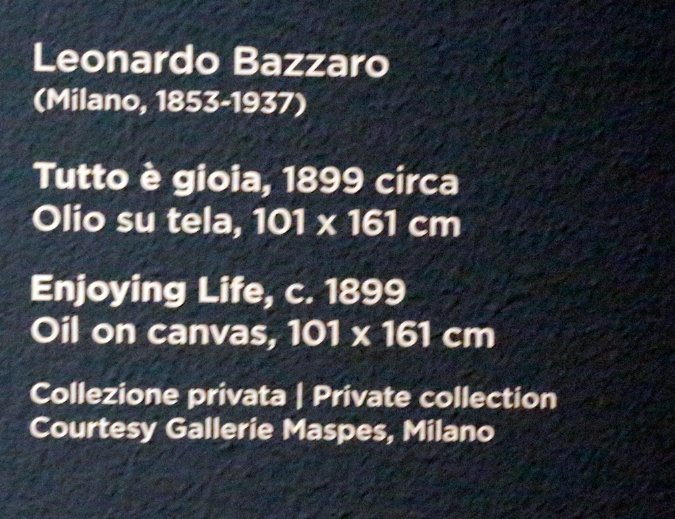 Leonardo Bazzaro
(Milano, 1853-1937)
Tutto è gioia, 1899 circa
Olio su tela, 101 x 161 cm
Enjoying Life, c. 1899
Oil on canvas, 101 x 161 cm
Collezione privata | Private collection
Courtesy Gallerie Maspes, Milano